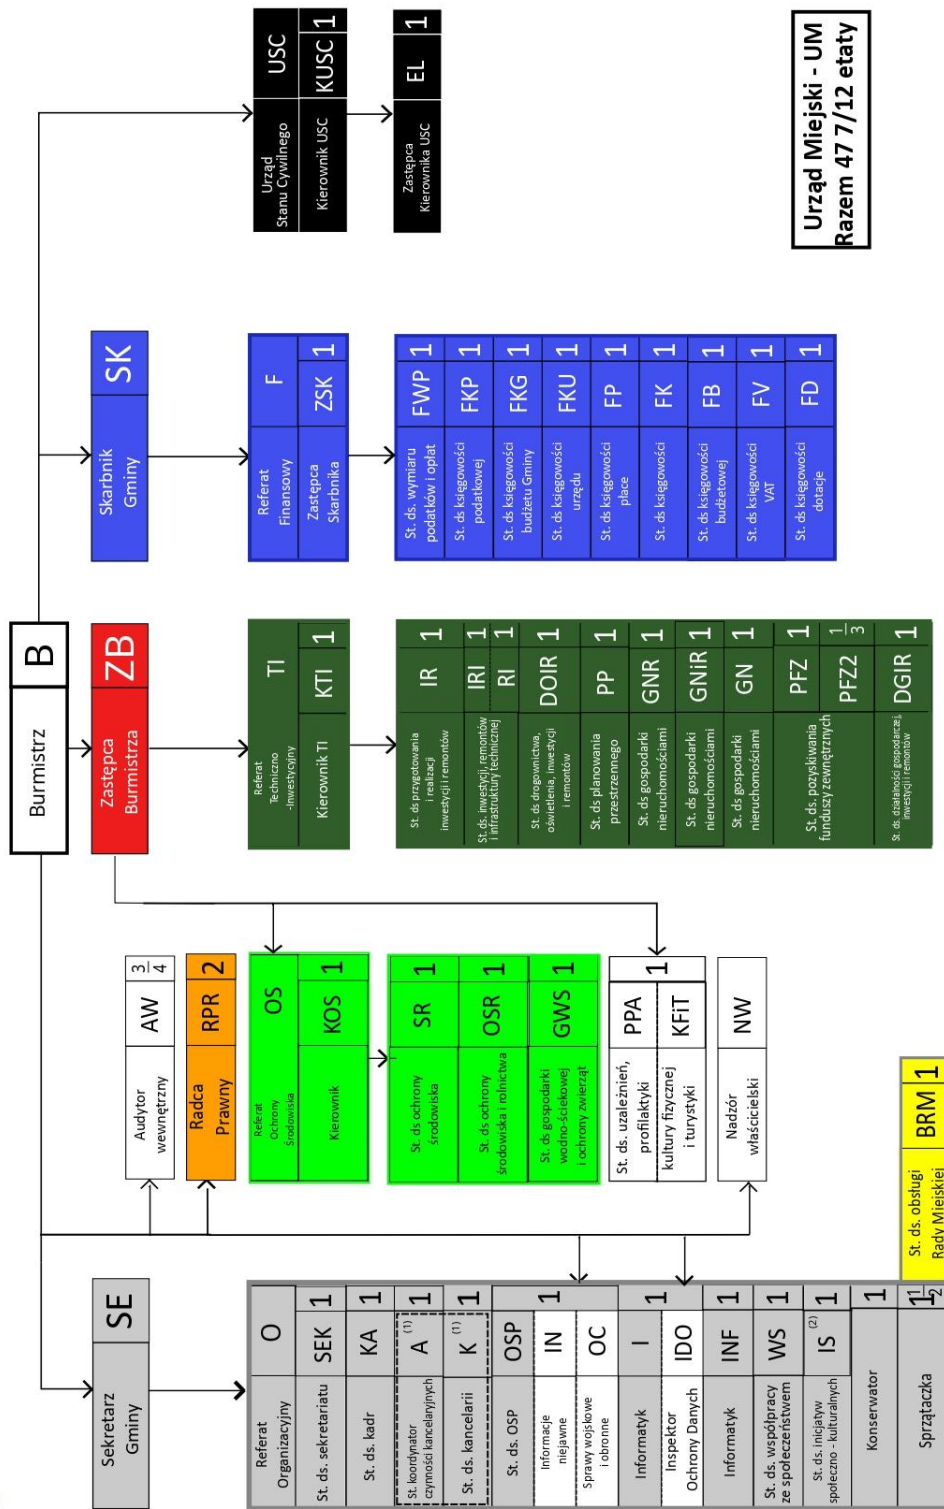 Burmistrz B
Sekretarz
Gminy
SE
Zastępca
Burmistrza
ZB
Skarbnik
Gminy
SK
Audytor
wewnętrzny
AW 3/4
Radca
Prawny
RPR 2
Referat
Organizacyjny
O
St. ds. sekretariatu SEK 1
St. ds. kadr KA 1
St. koordynator
czynności kancelaryjnych
A (1) 1
St. ds. kancelarii K (1) 1
St. ds. OSP OSP
Informacje
niejawne
IN 1
Sprawy wojskowe
i obronne
OC
Informatyk I
Inspektor
Ochrony Danych
IDO
1
Informatyk INF 1
St. ds. współpracy
ze społeczeństwem
WS 1
St. ds. inicjatyw
społeczno - kulturalnych
IS (2) 1
Konserwator 1
Sprzątaczka 1 1/2
St. ds. obsługi
Rady Miejskiej
BRM 1
Referat
Ochrony
Środowiska
OS
Kierownik KOS 1
St. ds ochrony
środowiska
SR 1
St. ds ochrony
środowiska i rolnictwa
OSR 1
St. ds gospodarki
wodno-ściekowej
i ochrony zwierząt
GWS 1
St. ds. uzależnień,
profilaktyki
PPA
kultury fizycznej
i turystyki
KFiT
1
Nadzór
właścicielski
NW
Referat
Techniczno
-Inwestycyjny
TI
Kierownik TI KTI 1
St. ds przygotowania
i realizacji
inwestycji i remontów
IR 1
St. ds. inwestycji, remontów
i infrastruktury technicznej
IRI 1
RI 1
St. ds drogownictwa,
oświetlenia, inwestycji
i remontów
DOIR 1
St. ds planowania
przestrzennego
PP 1
St. ds gospodarki
nieruchomościami
GNR 1
St. ds gospodarki
nieruchomościami
GNiR 1
St. ds gospodarki
nieruchomościami
GN 1
St. ds. pozyskiwania
funduszy zewnętrznych
PFZ 1
PFZ2 1/3
St. ds. działalności gospodarczej,
inwestycji i remontów
DGIR 1
Referat
Finansowy
F
Zastępca
Skarbnika
ZSK 1
St. ds. wymiaru
podatków i opłat
FWP 1
St. ds księgowości
podatkowej
FKP 1
St. ds księgowości
budżetu Gminy
FKG 1
St. ds księgowości
urzędu
FKU 1
St. ds księgowości
płace
FP 1
St. ds księgowości FK 1
St. ds księgowości
budżetowej
FB 1
St. ds księgowości
VAT
FV 1
St. ds księgowości
dotacje
FD 1
Urząd
Stanu Cywilnego
USC
Kierownik USC KUSC 1
Zastępca
Kierownika USC
EL 1
Urząd Miejski - UM
Razem 47 7/12 etaty